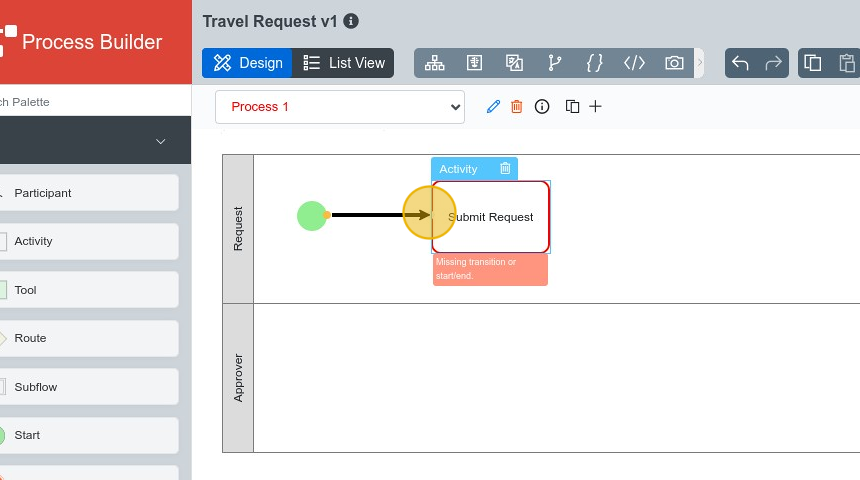 Travel Request v1
Process Builder
Design
List View
ch Palette
Process 1
Participant
Activity
Tool
Route
Subflow
Start
Request
Activity
Submit Request
Missing transition or
start/end.
Approver